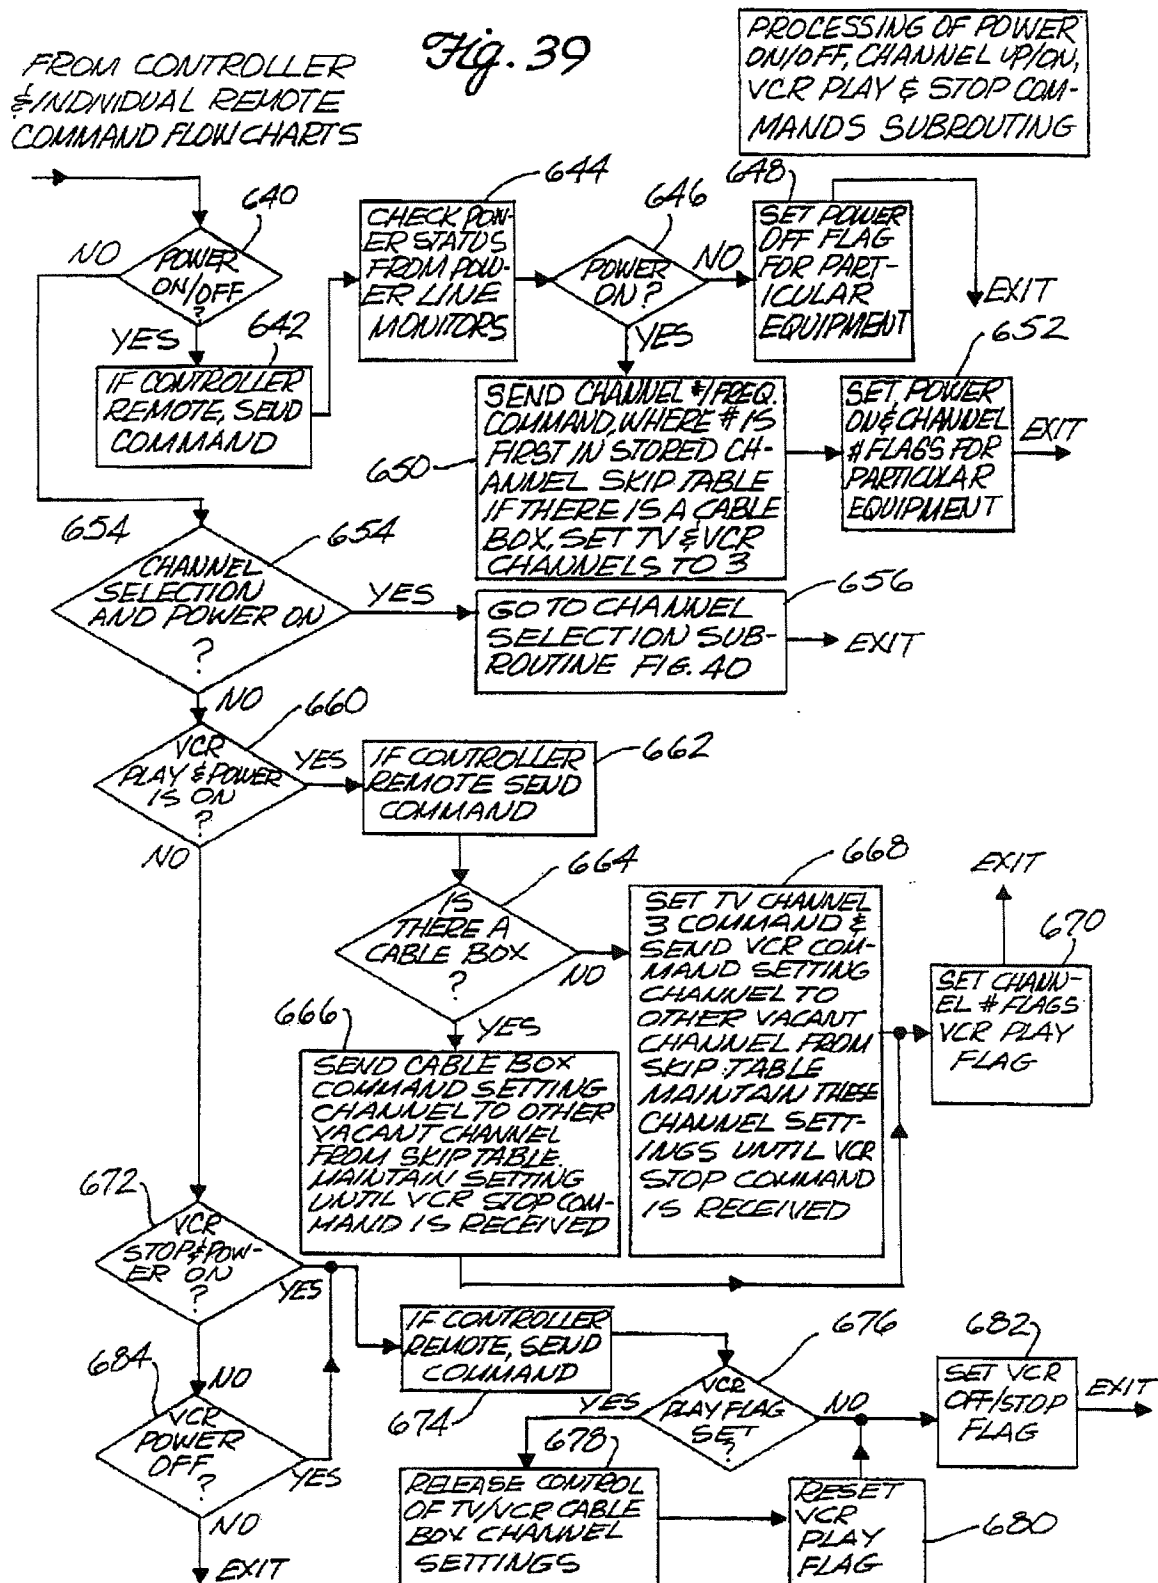 Fig. 39
PROCESSING OF POWER
ON/OFF, CHANNEL UP/ON,
VCR PLAY & STOP COM-
MANDS SUBROUTING
FROM CONTROLLER
& INDIVIDUAL REMOTE
COMMAND FLOW CHARTS
640
POWER
ON/OFF
?
NO
YES
642
IF CONTROLLER
REMOTE, SEND
COMMAND
644
CHECK POW-
ER STATUS
FROM POW-
ER LINE
MONITORS
646
POWER
ON?
NO
YES
648
SET POWER
OFF FLAG
FOR PART-
ICULAR
EQUIPMENT
EXIT
650
SEND CHANNEL #/FREQ.
COMMAND, WHERE # IS
FIRST IN STORED CH-
ANNEL SKIP TABLE
IF THERE IS A CABLE
BOX, SET TV & VCR
CHANNELS TO 3
652
SET, POWER
ON & CHANNEL
# FLAGS FOR
PARTICULAR
EQUIPMENT
EXIT
654
654
CHANNEL
SELECTION
AND POWER ON
?
YES
NO
656
GO TO CHANNEL
SELECTION SUB-
ROUTINE FIG. 40
EXIT
660
VCR
PLAY & POWER
IS ON
?
YES
NO
662
IF CONTROLLER
REMOTE SEND
COMMAND
664
IS
THERE A
CABLE BOX
?
NO
YES
666
SEND CABLE BOX
COMMAND SETTING
CHANNEL TO OTHER
VACANT CHANNEL
FROM SKIP TABLE.
MAINTAIN SETTING
UNTIL VCR STOP COM-
MAND IS RECEIVED
668
SET TV CHANNEL
3 COMMAND &
SEND VCR COM-
MAND SETTING
CHANNEL TO
OTHER VACANT
CHANNEL FROM
SKIP TABLE
MAINTAIN THESE
CHANNEL SETT-
INGS UNTIL VCR
STOP COMMAND
IS RECEIVED
EXIT
670
SET CHANN-
EL # FLAGS
VCR PLAY
FLAG
672
VCR
STOP & POW-
ER ON
?
YES
NO
674
IF CONTROLLER
REMOTE, SEND
COMMAND
676
VCR
PLAY FLAG
SET
?
YES
NO
678
RELEASE CONTROL
OF TV/VCR CABLE
BOX CHANNEL
SETTINGS
680
RESET
VCR
PLAY
FLAG
682
SET VCR
OFF/STOP
FLAG
EXIT
684
VCR
POWER
OFF
?
YES
NO
EXIT